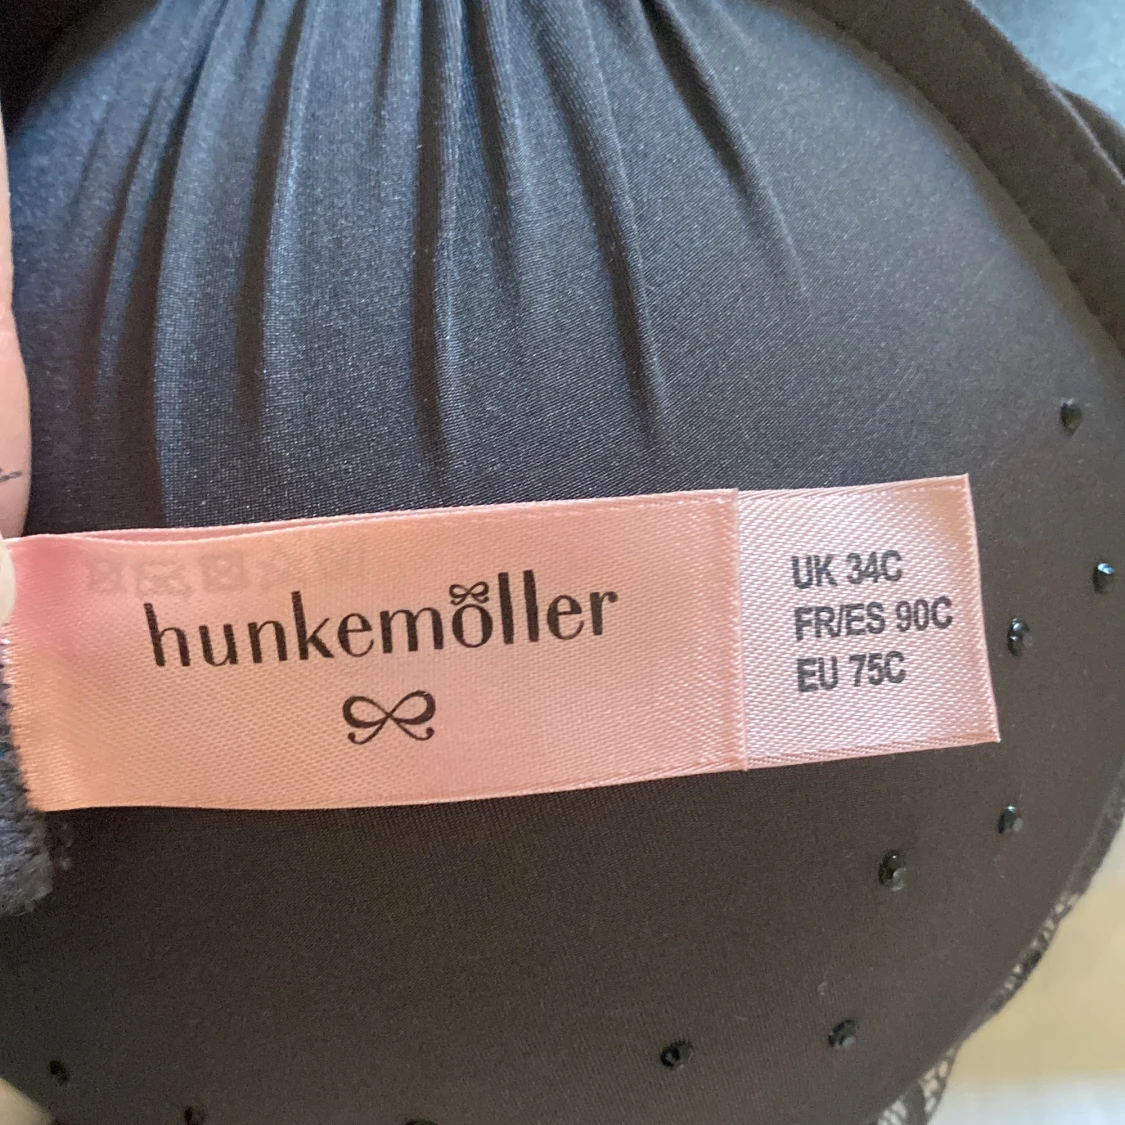 hunkemöller
UK 34C
FR/ES 90C
EU 75C